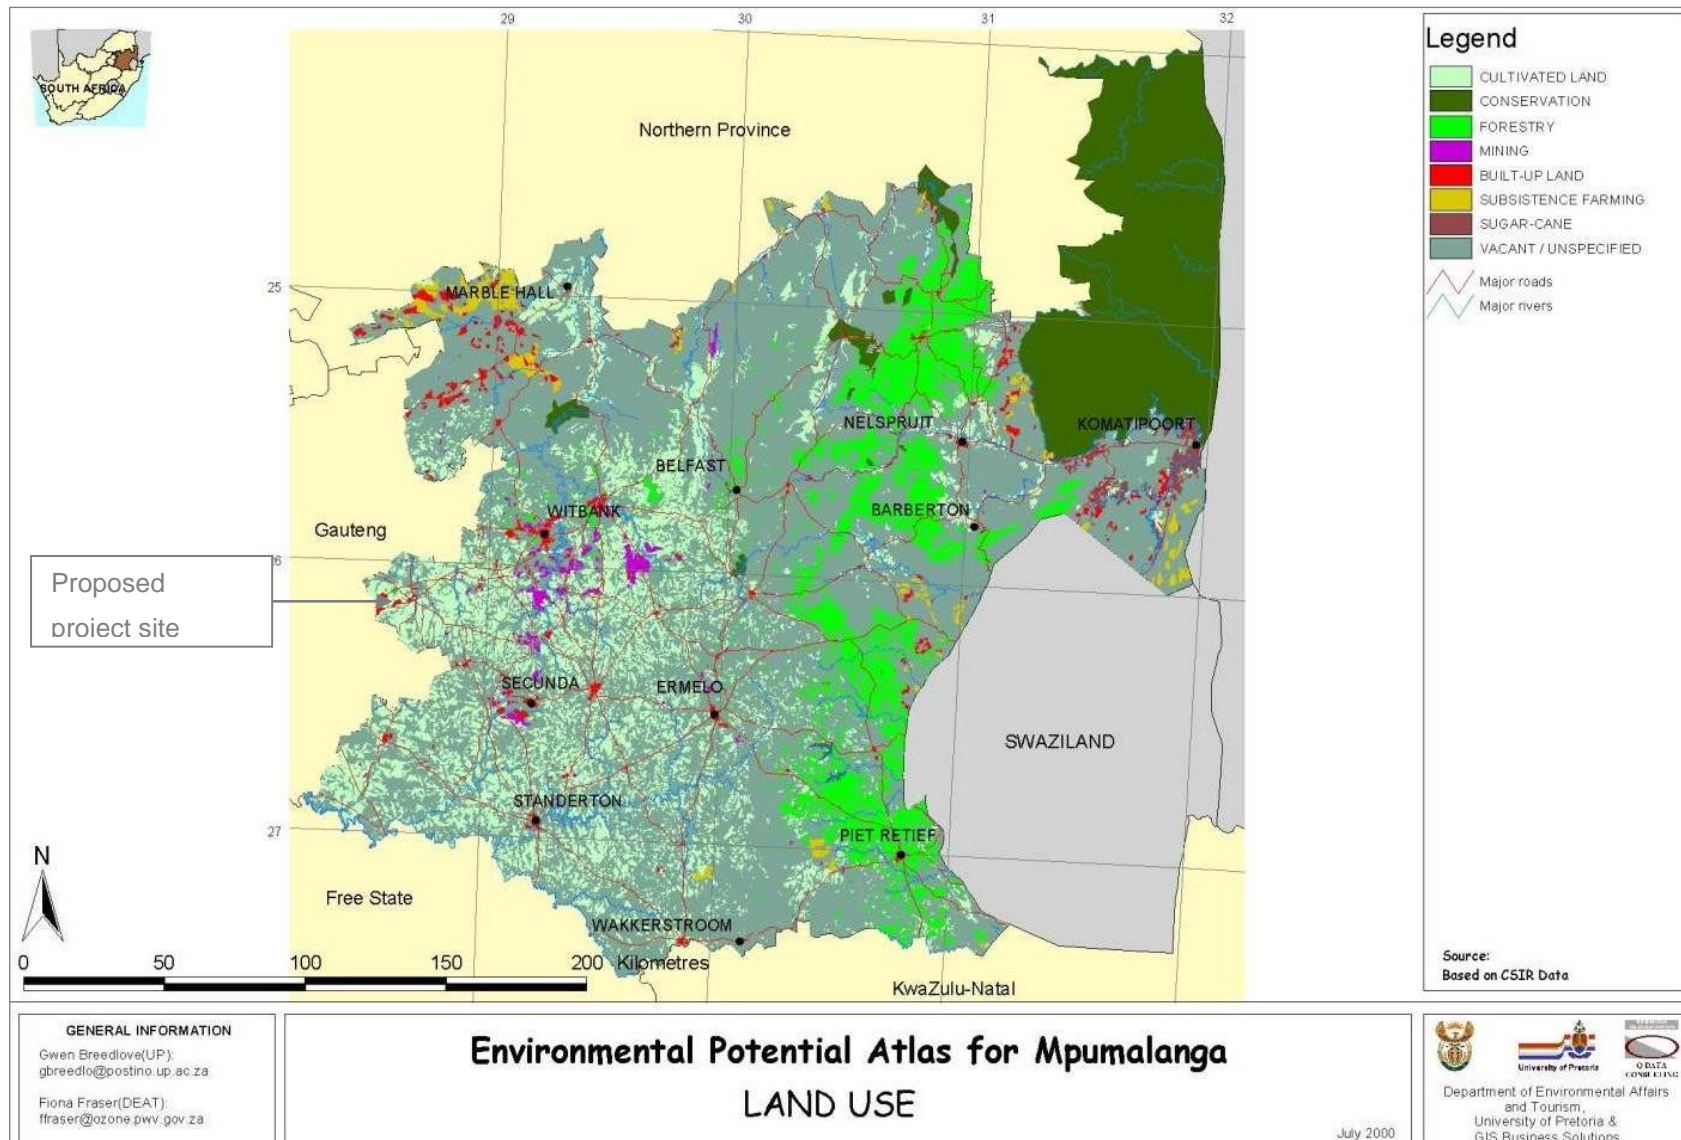 29
30
31
32
SOUTH AFRICA
Northern Province
25
MARBLE HALL
NELSPRUIT
KOMATIPOORT
BELFAST
WITBANK
BARBERTON
Gauteng
26
Proposed
project site
SECUNDA
ERMELO
SWAZILAND
STANDERTON
27
PIET RETIEF
N
Free State
WAKKERSTROOM
0 50 100 150 200 Kilometres
KwaZulu-Natal
Legend
CULTIVATED LAND
CONSERVATION
FORESTRY
MINING
BUILT-UP LAND
SUBSISTENCE FARMING
SUGAR-CANE
VACANT / UNSPECIFIED
Major roads
Major rivers
Source:
Based on CSIR Data
GENERAL INFORMATION
Gwen Breedlove(UP):
gbreedlo@postino.up.ac.za
Fiona Fraser(DEAT):
ffraser@ozone.pwv.gov.za
Environmental Potential Atlas for Mpumalanga
LAND USE
July 2000
University of Pretoria
Q DATA
CONSULTING
Department of Environmental Affairs
and Tourism,
University of Pretoria &
GIS Business Solutions